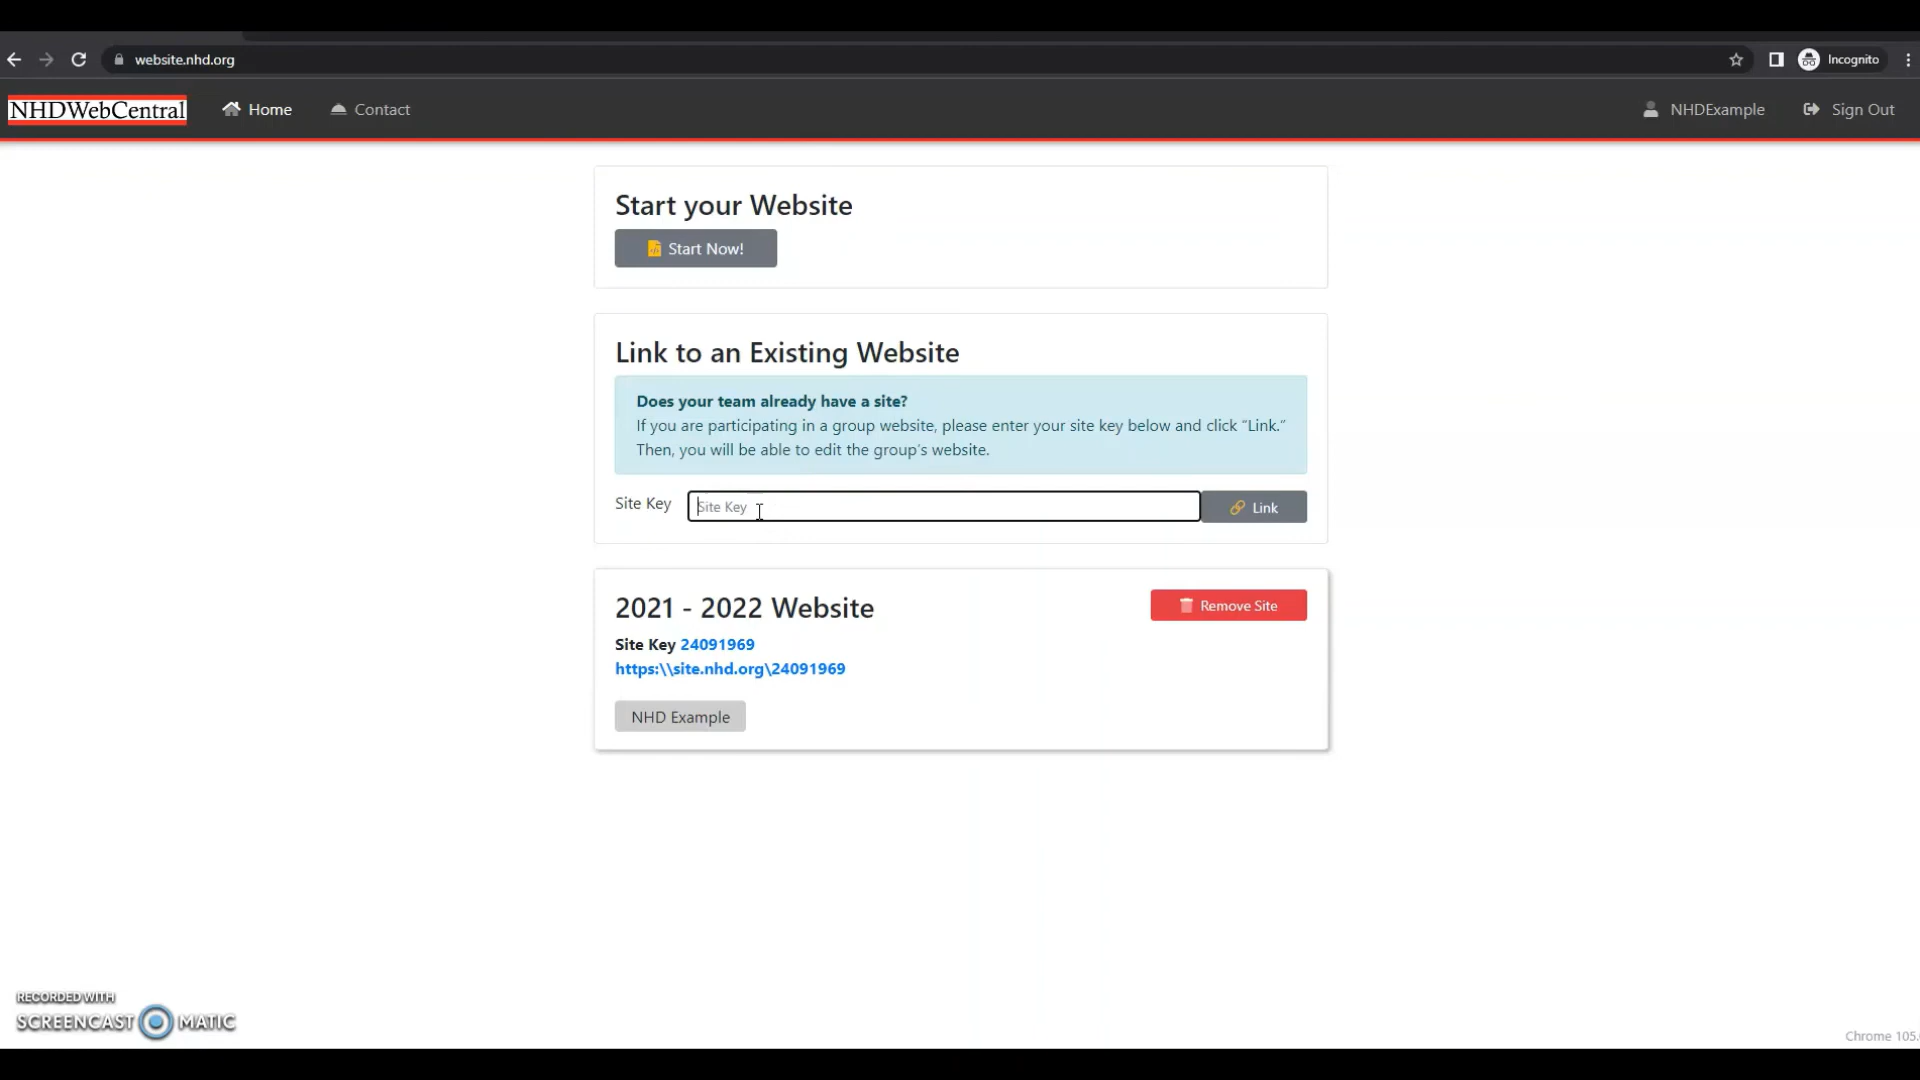 website.nhd.org
Incognito
NHDWebCentral
Home
Contact
NHDExample
Sign Out
Start your Website
Start Now!
Link to an Existing Website
Does your team already have a site?
If you are participating in a group website, please enter your site key below and click “Link.”
Then, you will be able to edit the group’s website.
Site Key
Site Key
Link
2021 - 2022 Website
Remove Site
Site Key 24091969
https:\\site.nhd.org\24091969
NHD Example
RECORDED WITH
SCREENCAST MATIC
Chrome 105.